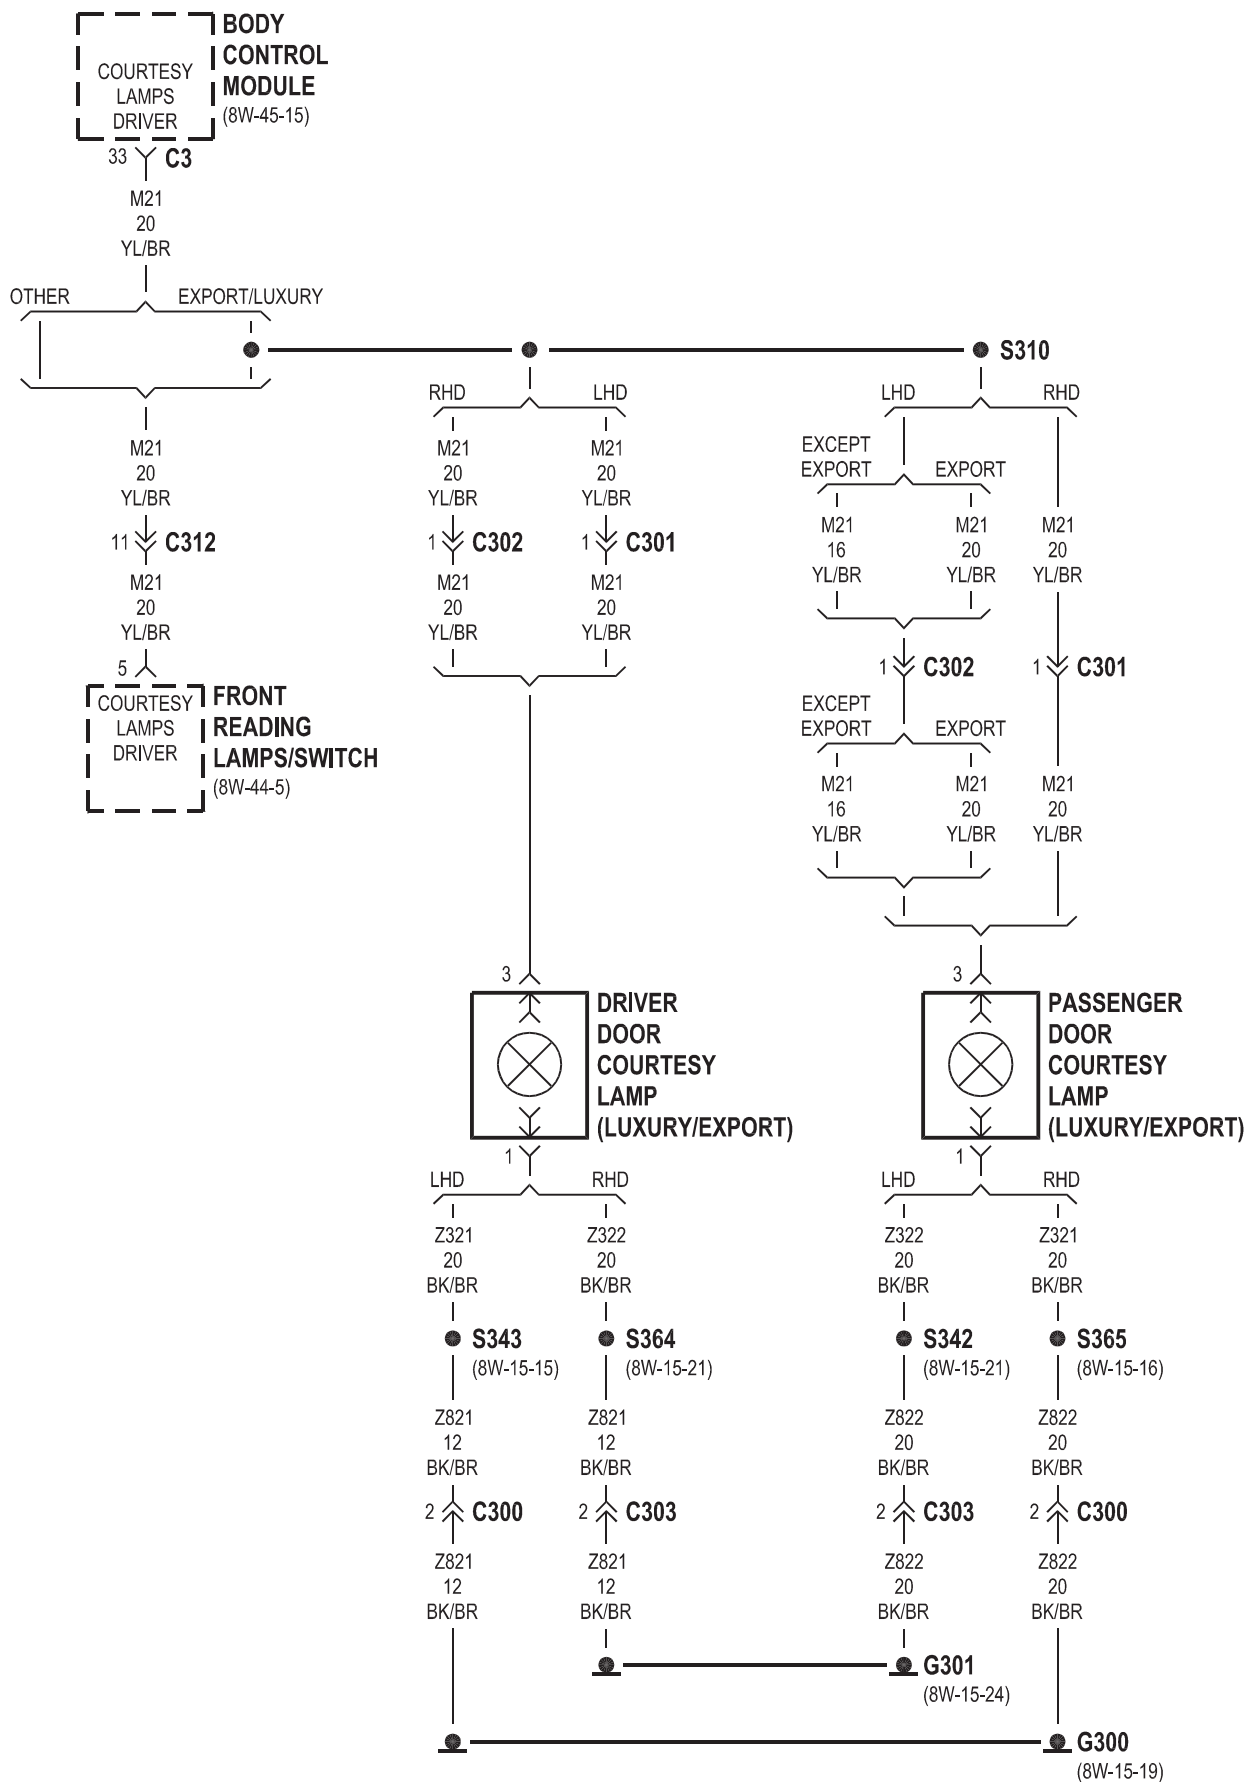 BODY
CONTROL
MODULE
(8W-45-15)
COURTESY
LAMPS
DRIVER
33
C3
M21
20
YL/BR
OTHER
EXPORT/LUXURY
S310
RHD
LHD
LHD
RHD
M21
20
YL/BR
M21
20
YL/BR
M21
20
YL/BR
EXCEPT
EXPORT
EXPORT
11
C312
1
C302
1
C301
M21
16
YL/BR
M21
20
YL/BR
M21
20
YL/BR
M21
20
YL/BR
M21
20
YL/BR
M21
20
YL/BR
5
COURTESY
LAMPS
DRIVER
FRONT
READING
LAMPS/SWITCH
(8W-44-5)
1
C302
1
C301
EXCEPT
EXPORT
EXPORT
M21
16
YL/BR
M21
20
YL/BR
M21
20
YL/BR
3
DRIVER
DOOR
COURTESY
LAMP
(LUXURY/EXPORT)
3
PASSENGER
DOOR
COURTESY
LAMP
(LUXURY/EXPORT)
1
1
LHD
RHD
LHD
RHD
Z321
20
BK/BR
Z322
20
BK/BR
Z322
20
BK/BR
Z321
20
BK/BR
S343
(8W-15-15)
S364
(8W-15-21)
S342
(8W-15-21)
S365
(8W-15-16)
Z821
12
BK/BR
Z821
12
BK/BR
Z822
20
BK/BR
Z822
20
BK/BR
2
C300
2
C303
2
C303
2
C300
Z821
12
BK/BR
Z821
12
BK/BR
Z822
20
BK/BR
Z822
20
BK/BR
G301
(8W-15-24)
G300
(8W-15-19)